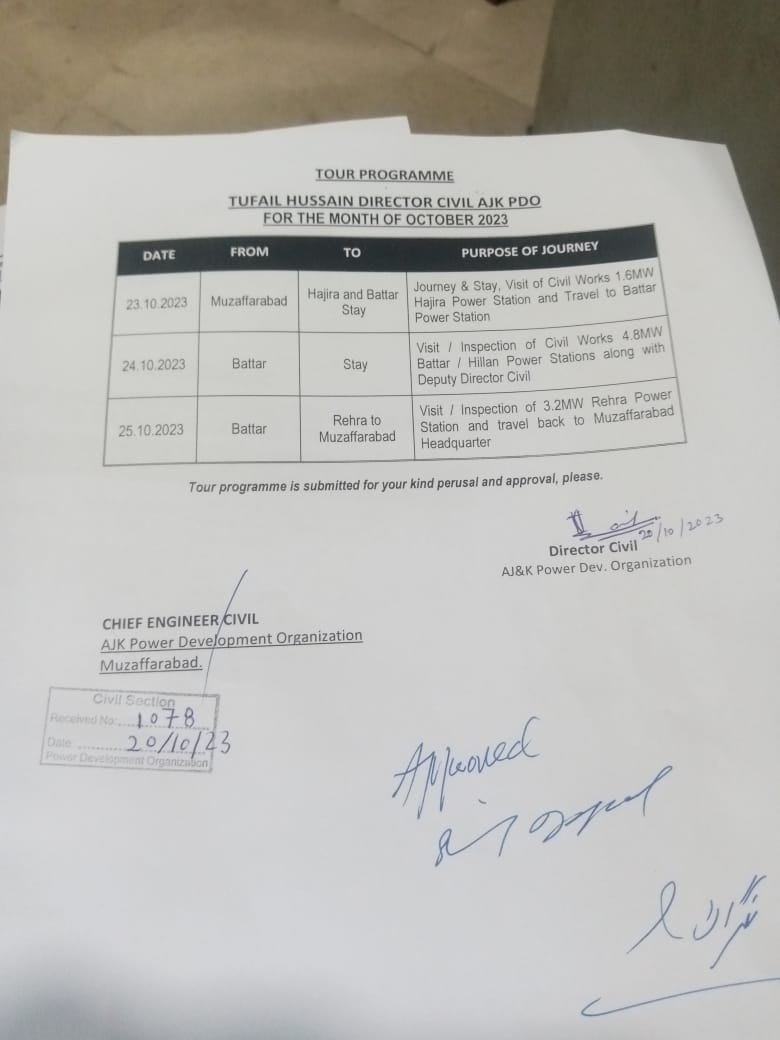 TOUR PROGRAMME
TUFAIL HUSSAIN DIRECTOR CIVIL AJK PDO
FOR THE MONTH OF OCTOBER 2023
DATE FROM TO PURPOSE OF JOURNEY
23.10.2023 Muzaffarabad Hajira and Battar Stay Journey & Stay, Visit of Civil Works 1.6MW Hajira Power Station and Travel to Battar Power Station
24.10.2023 Battar Stay Visit / Inspection of Civil Works 4.8MW Battar / Hillan Power Stations along with Deputy Director Civil
25.10.2023 Battar Rehra to Muzaffarabad Visit / Inspection of 3.2MW Rehra Power Station and travel back to Muzaffarabad Headquarter
Tour programme is submitted for your kind perusal and approval, please.
20/10/2023
Director Civil
AJ&K Power Dev. Organization
CHIEF ENGINEER CIVIL
AJK Power Development Organization
Muzaffarabad.
Civil Section
Received No:....1078
Date ............20/10/23
Power Development Organization
Approved